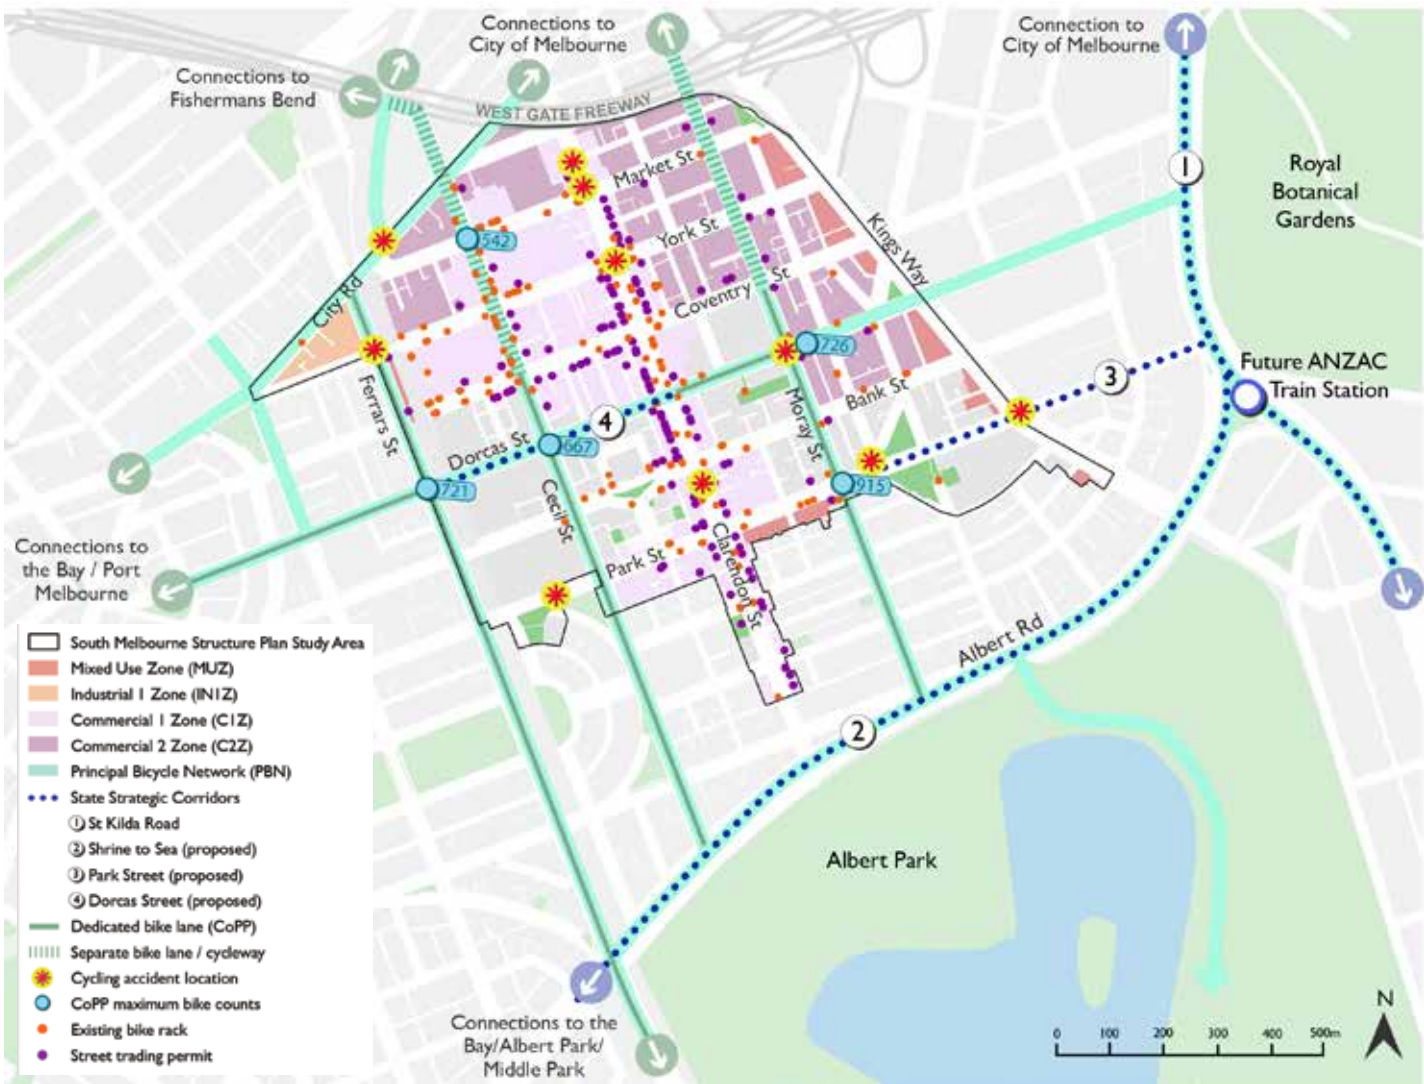 Connections to
City of Melbourne
Connection to
City of Melbourne
Connections to
Fishermans Bend
WEST GATE FREEWAY
Market St
1
Royal
Botanical
Gardens
542
York St
Kings Way
City Rd
Coventry St
726
Future ANZAC
Train Station
3
Ferrars St
Bank St
Moray St
4
Dorcas St
667
721
915
Cecil St
Connections to
the Bay / Port
Melbourne
Park St
Clarendon St
Albert Rd
2
Albert Park
South Melbourne Structure Plan Study Area
Mixed Use Zone (MUZ)
Industrial 1 Zone (IN1Z)
Commercial 1 Zone (C1Z)
Commercial 2 Zone (C2Z)
Principal Bicycle Network (PBN)
State Strategic Corridors
1 St Kilda Road
2 Shrine to Sea (proposed)
3 Park Street (proposed)
4 Dorcas Street (proposed)
Dedicated bike lane (CoPP)
Separate bike lane / cycleway
Cycling accident location
CoPP maximum bike counts
Existing bike rack
Street trading permit
Connections to the
Bay/Albert Park/
Middle Park
N
0 100 200 300 400 500m